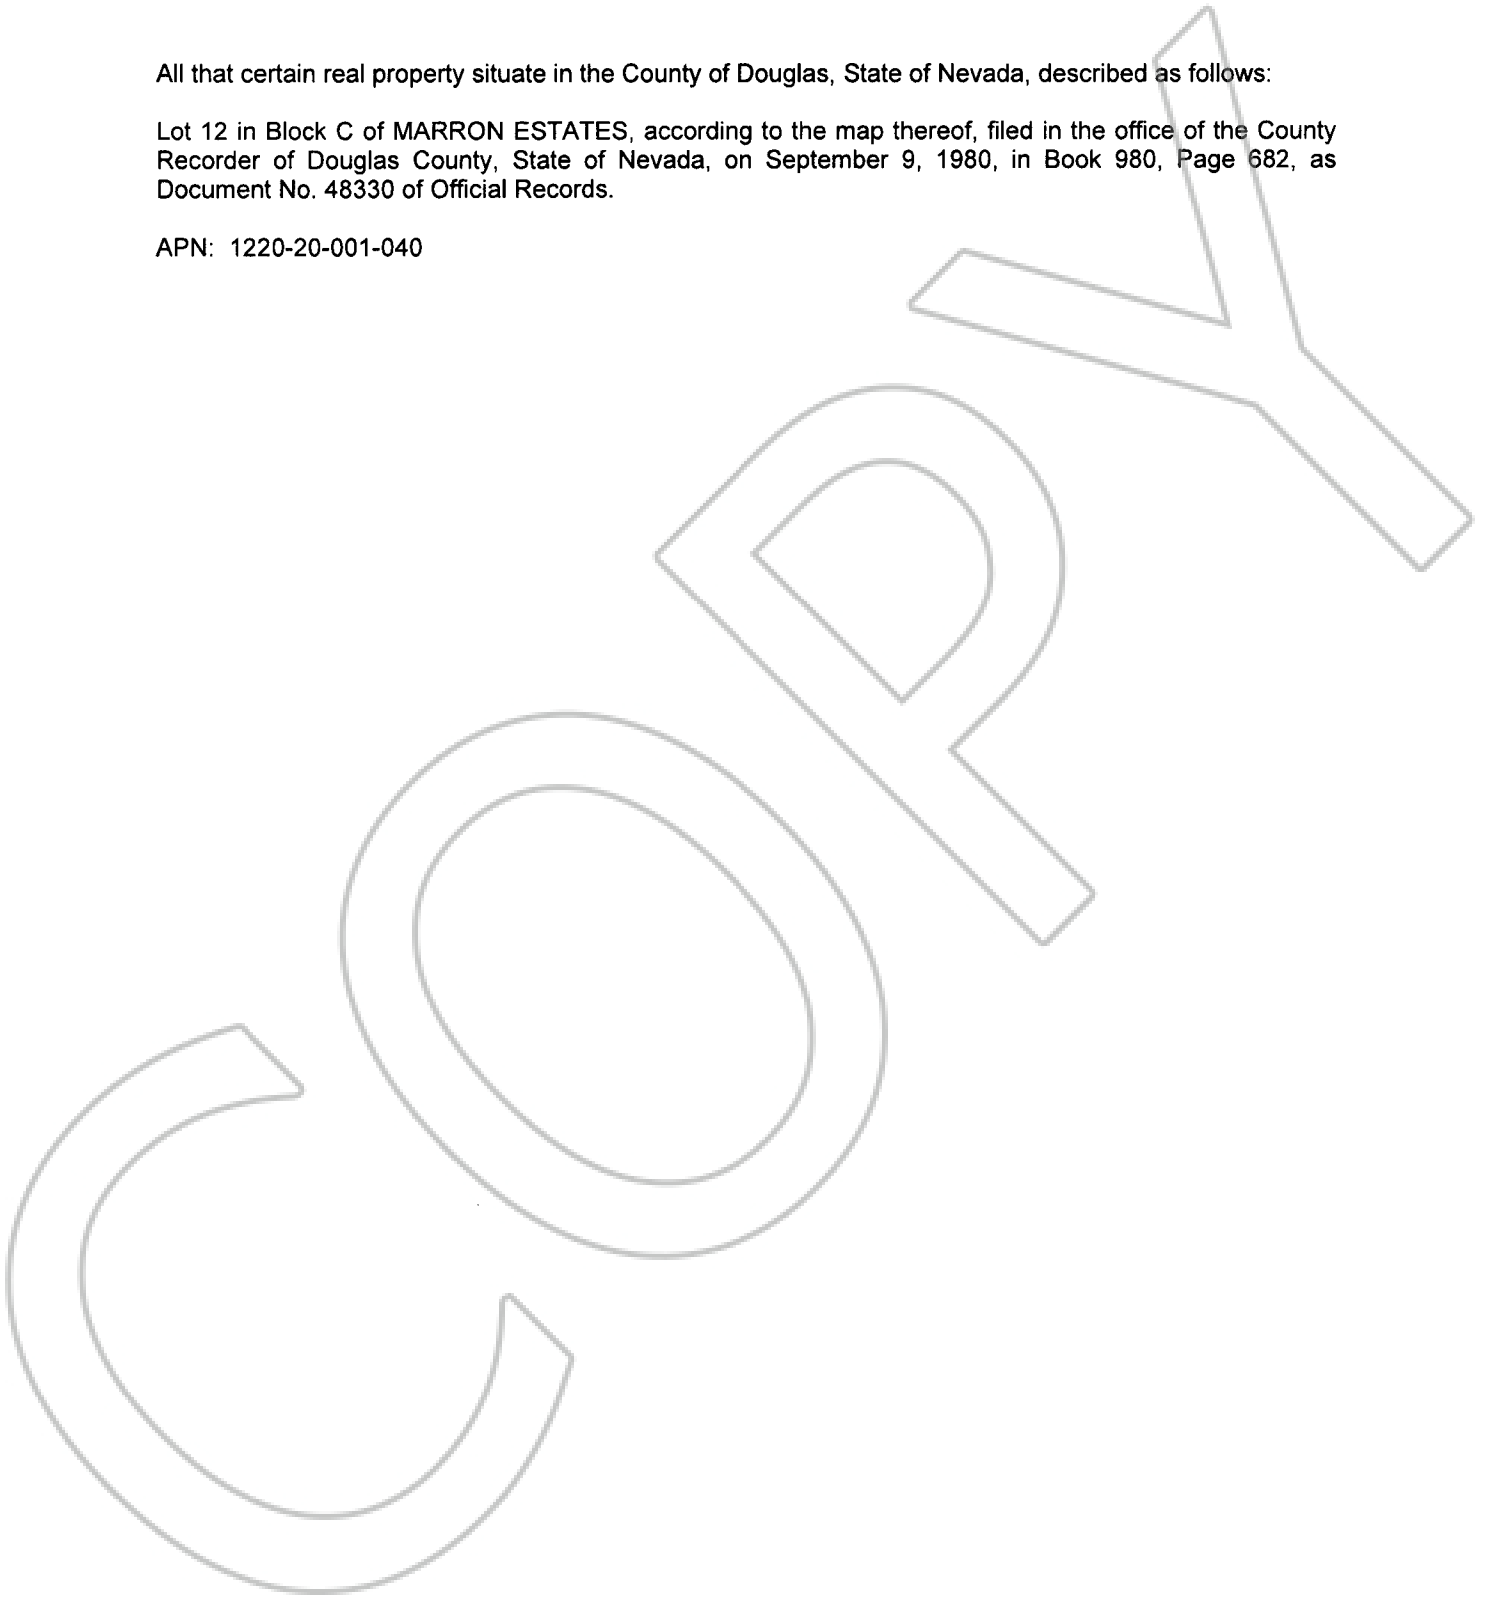 All that certain real property situate in the County of Douglas, State of Nevada, described as follows:
Lot 12 in Block C of MARRON ESTATES, according to the map thereof, filed in the office of the County
Recorder of Douglas County, State of Nevada, on September 9, 1980, in Book 980, Page 682, as
Document No. 48330 of Official Records.
APN: 1220-20-001-040
COPY